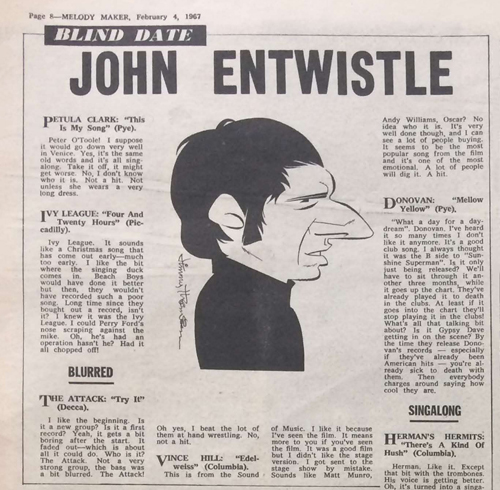 Page 8—MELODY MAKER, February 4, 1967
BLIND DATE
JOHN ENTWISTLE
PETULA CLARK: "This
Is My Song" (Pye).
Peter O'Toole! I suppose
it would go down very well
in Venice. Yes, it's the same
old words and it's all sing-
along. Take it off, it might
get worse. No, I don't know
who it is. Not a hit. Not
unless she wears a very
long dress.
IVY LEAGUE: "Four And
Twenty Hours" (Pic-
cadilly).
Ivy League. It sounds
like a Christmas song that
has come out early—much
too early. I like the bit
where the singing duck
comes in. Beach Boys
would have done it better
but then, they wouldn't
have recorded such a poor
song. Long time since they
bought out a record, isn't
it? I knew it was the Ivy
League. I could Perry Ford's
nose scraping against the
mike. Oh, he's had an
operation hasn't he? Had it
all chopped off!
BLURRED
THE ATTACK: "Try It"
(Decca).
I like the beginning. Is
it a new group? Is it a first
record? Yeah, it gets a bit
boring after the start. It
faded out—which is about
all it could do. Who is it?
The Attack. Not a very
strong group, the bass was
a bit blurred. The Attack!
Oh yes, I beat the lot of
them at hand wrestling. No,
not a hit.
VINCE HILL: "Edel-
weiss" (Columbia).
This is from the Sound
of Music. I like it because
I've seen the film. It means
more to you if you've seen
the film. It was a good film
but I didn't like the stage
version. I got sent to the
stage show by mistake.
Sounds like Matt Munro,
Andy Williams, Oscar? No
idea who it is. It's very
well done though, and I can
see a lot of people buying.
It seems to be the most
popular song from the film
and it's one of the most
emotional. A lot of people
will dig it. A hit.
DONOVAN: "Mellow
Yellow" (Pye).
"What a day for a day-
dream". Donovan. I've heard
it so many times I don't
like it anymore. It's a good
club song. I always thought
it was the B side to "Sun-
shine Superman". Is it only
just being released? We'll
have to sit through it an-
other three months, while
it goes up the chart. They've
already played it to death
in the clubs. At least if it
goes into the chart they'll
stop playing it in the clubs!
What's all that talking bit
about? Is it Gypsy Dave
getting in on the scene? By
the time they release Dono-
van's records — especially
if they've already been
American hits — you're al-
ready sick to death with
them. Then everybody
charges around saying how
cool they are.
SINGALONG
HERMAN'S HERMITS:
"There's A Kind Of
Hush" (Columbia).
Herman. Like it. Except
that bit with the trombones.
His voice is getting better.
Oh, it's turned into a singa-